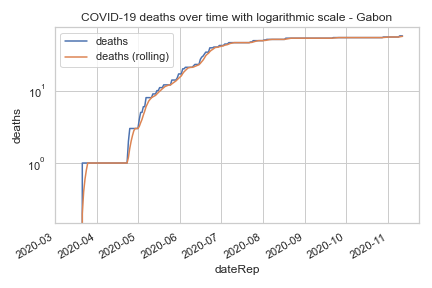 COVID-19 deaths over time with logarithmic scale - Gabon
deaths
deaths (rolling)
deaths
10¹
10⁰
2020-03
2020-04
2020-05
2020-06
2020-07
2020-08
2020-09
2020-10
2020-11
dateRep